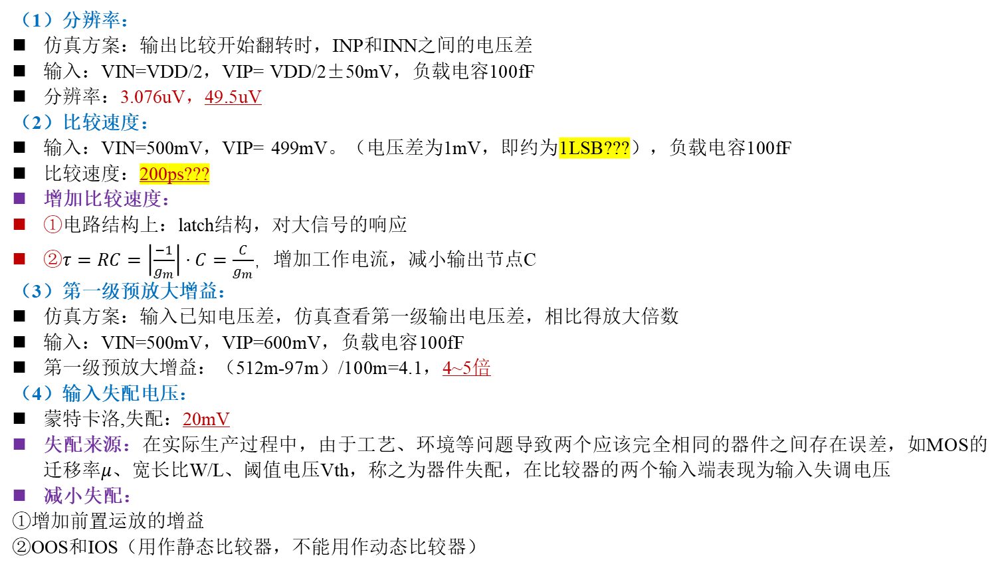 （1）分辨率：
■ 仿真方案：输出比较开始翻转时，INP和INN之间的电压差
■ 输入：VIN=VDD/2，VIP= VDD/2±50mV，负载电容100fF
■ 分辨率：3.076uV，49.5uV
（2）比较速度：
■ 输入：VIN=500mV，VIP= 499mV。（电压差为1mV，即约为1LSB???），负载电容100fF
■ 比较速度：200ps???
■ 增加比较速度：
■ ①电路结构上：latch结构，对大信号的响应
■ ②τ = RC = |−1/gm| · C = C/gm， 增加工作电流，减小输出节点C
（3）第一级预放大增益：
■ 仿真方案：输入已知电压差，仿真查看第一级输出电压差，相比得放大倍数
■ 输入：VIN=500mV，VIP=600mV，负载电容100fF
■ 第一级预放大增益：（512m-97m）/100m=4.1，4~5倍
（4）输入失配电压：
■ 蒙特卡洛,失配：20mV
■ 失配来源：在实际生产过程中，由于工艺、环境等问题导致两个应该完全相同的器件之间存在误差，如MOS的
迁移率μ、宽长比W/L、阈值电压Vth，称之为器件失配，在比较器的两个输入端表现为输入失调电压
■ 减小失配：
①增加前置运放的增益
②OOS和IOS（用作静态比较器，不能用作动态比较器）